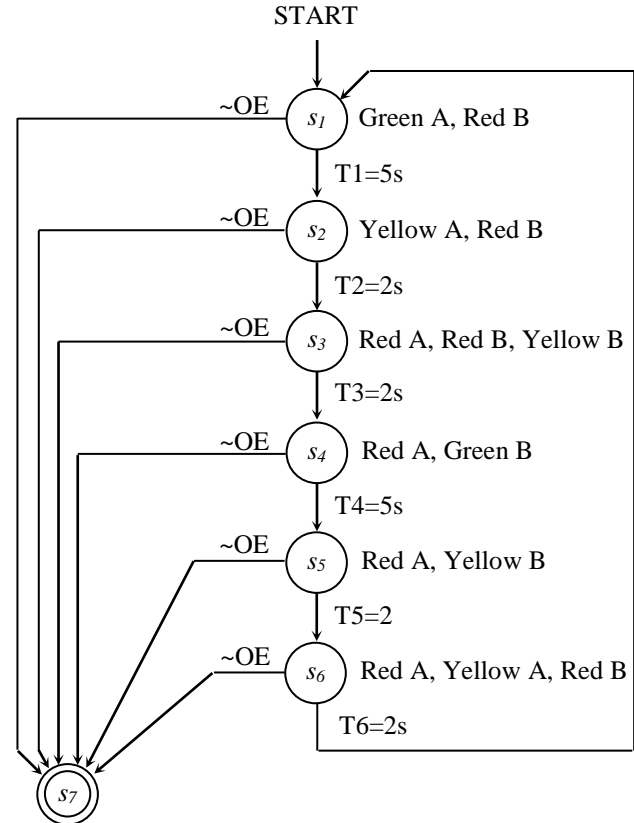 START
~OE
s1 Green A, Red B
T1=5s
~OE
s2 Yellow A, Red B
T2=2s
~OE
s3 Red A, Red B, Yellow B
T3=2s
~OE
s4 Red A, Green B
T4=5s
~OE
s5 Red A, Yellow B
T5=2
~OE
s6 Red A, Yellow A, Red B
T6=2s
s7